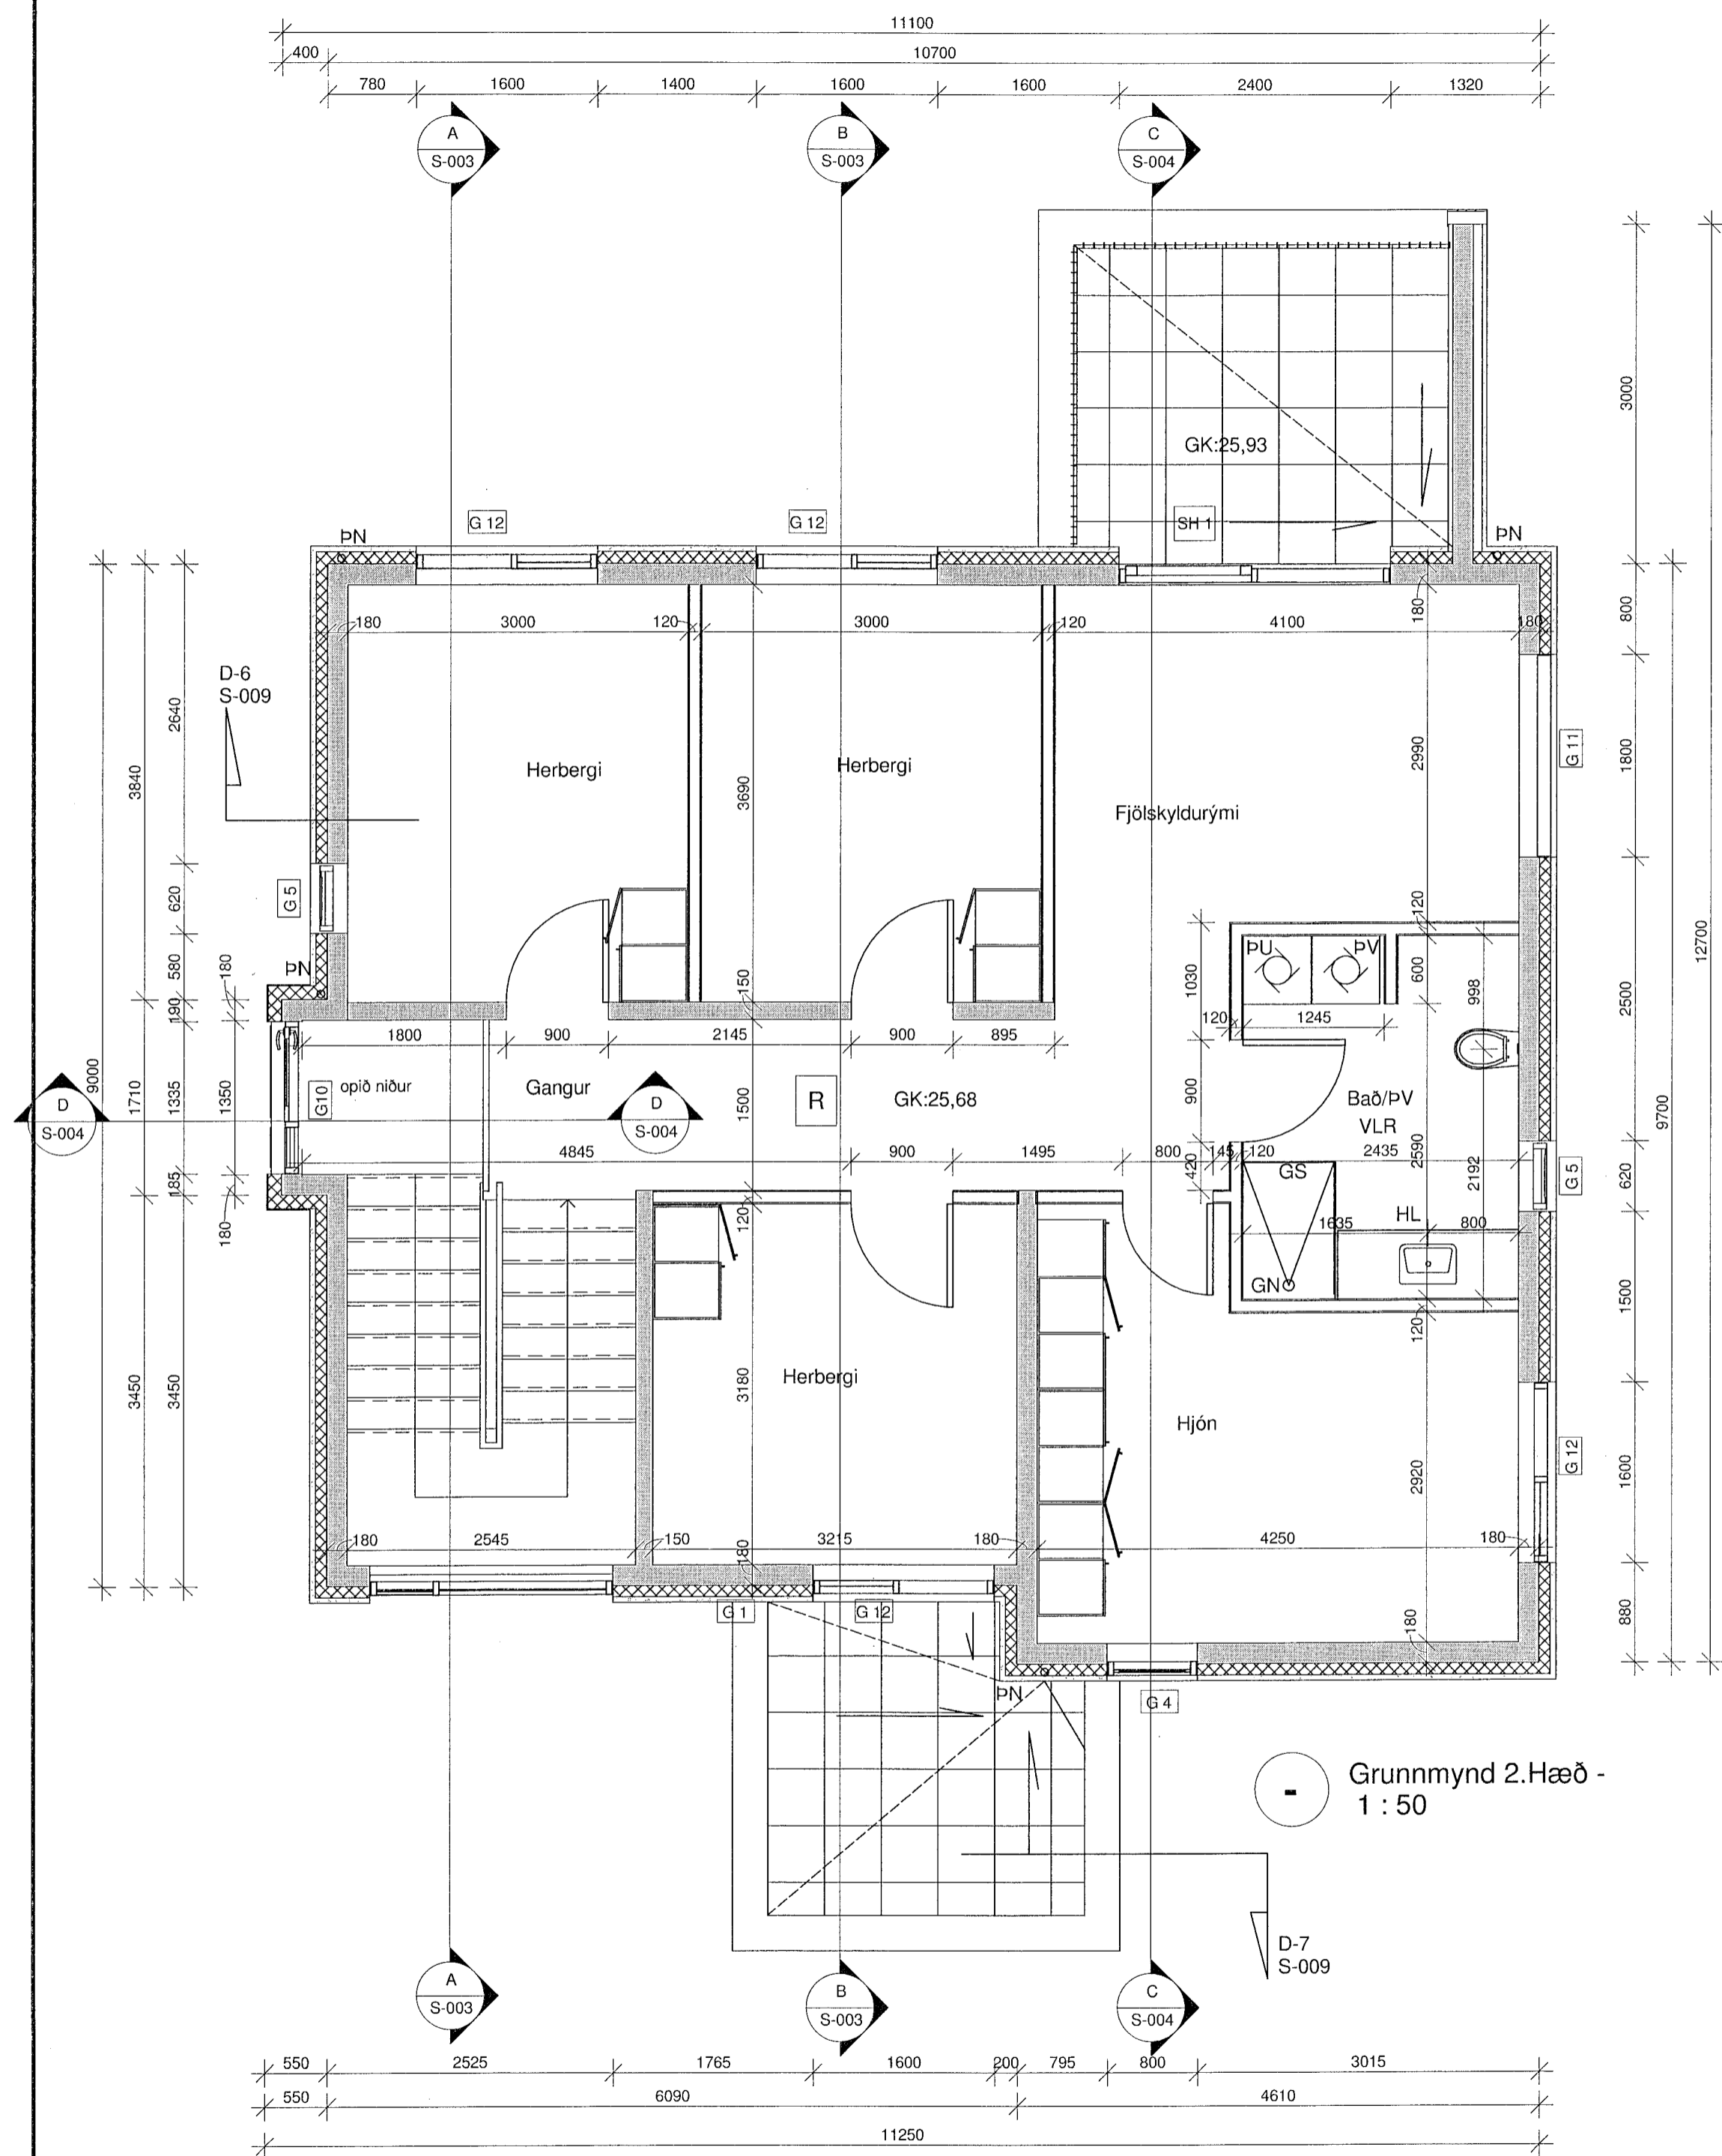 11100
400 10700
780 1600 1400 1600 1600 2400 1320
A
S-003
B
S-003
C
S-004
3000
GK:25,93
G 12
G 12
SH 1
ÞN
ÞN
180 3000 120 3000 120 4100 180 180
800
D-6
S-009
2640
3840
3690
2990
1800
G 11
12700
Herbergi
Herbergi
Fjölskyldurými
G 5
620
580
180
190
ÞN
120
ÞU
ÞV
1030
600
998
2500
150
120 1245
1800 900 2145 900 895
9000
1710
1335
1350
G10
opið niður
Gangur
1500
R
GK:25,68
900
Bað/ÞV
VLR
9700
D
S-004
D
S-004
4845 900 1495 800 145 120 2435
420
2590
2192
GS
620
G 5
185
180
120
HL
1635 800
GN
1500
120
3450
3450
3180
Herbergi
Hjón
2920
1600
G 12
180 2545 150 3215 180 4250 180
180
180
880
G 1
G 12
ÞN
G 4
Grunnmynd 2.Hæð -
1 : 50
D-7
S-009
A
S-003
B
S-003
C
S-004
550 2525 1765 1600 200 795 800 3015
550 6090 4610
11250